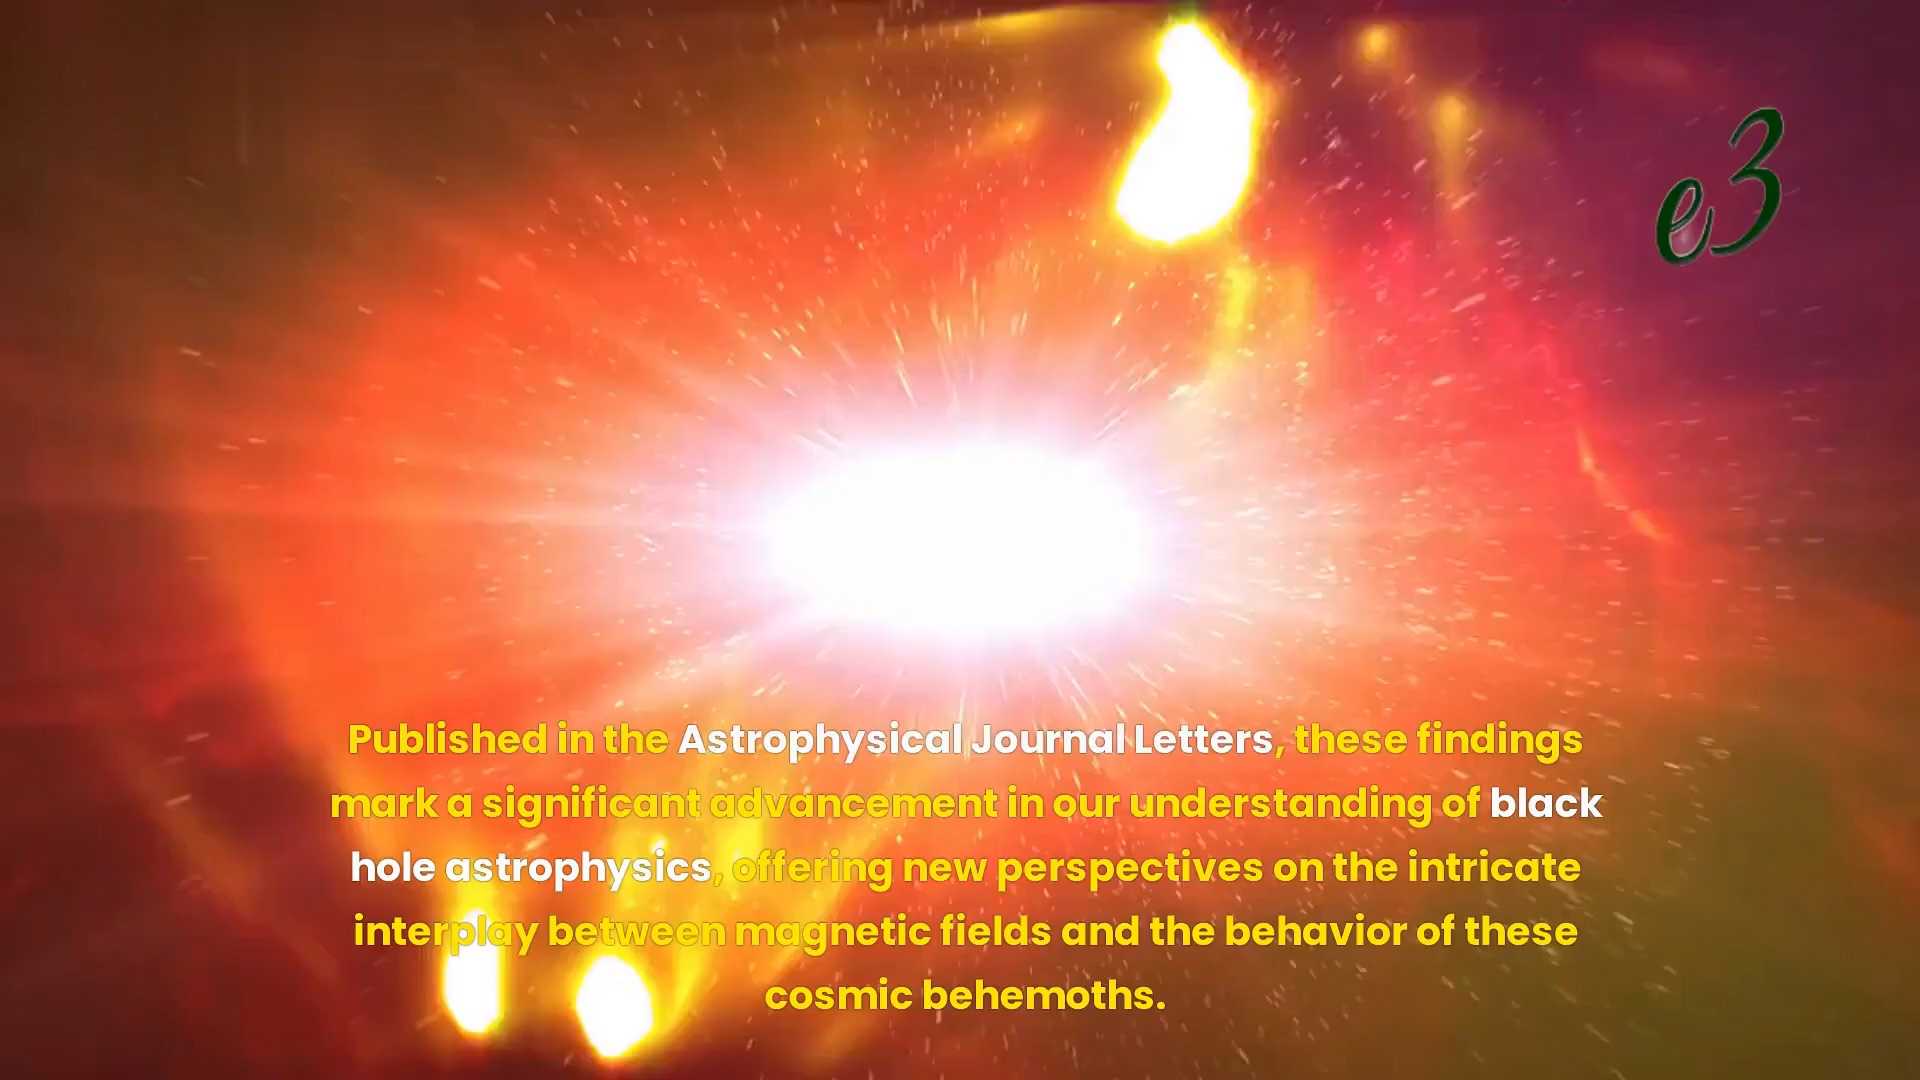 e3
Published in the Astrophysical Journal Letters, these findings
mark a significant advancement in our understanding of black
hole astrophysics, offering new perspectives on the intricate
interplay between magnetic fields and the behavior of these
cosmic behemoths.